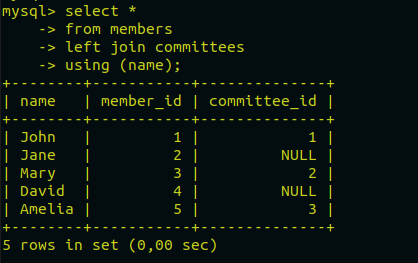 mysql> select *
    -> from members
    -> left join committees
    -> using (name);
+--------+-----------+--------------+
| name   | member_id | committee_id |
+--------+-----------+--------------+
| John   |         1 |            1 |
| Jane   |         2 |         NULL |
| Mary   |         3 |            2 |
| David  |         4 |         NULL |
| Amelia |         5 |            3 |
+--------+-----------+--------------+
5 rows in set (0,00 sec)